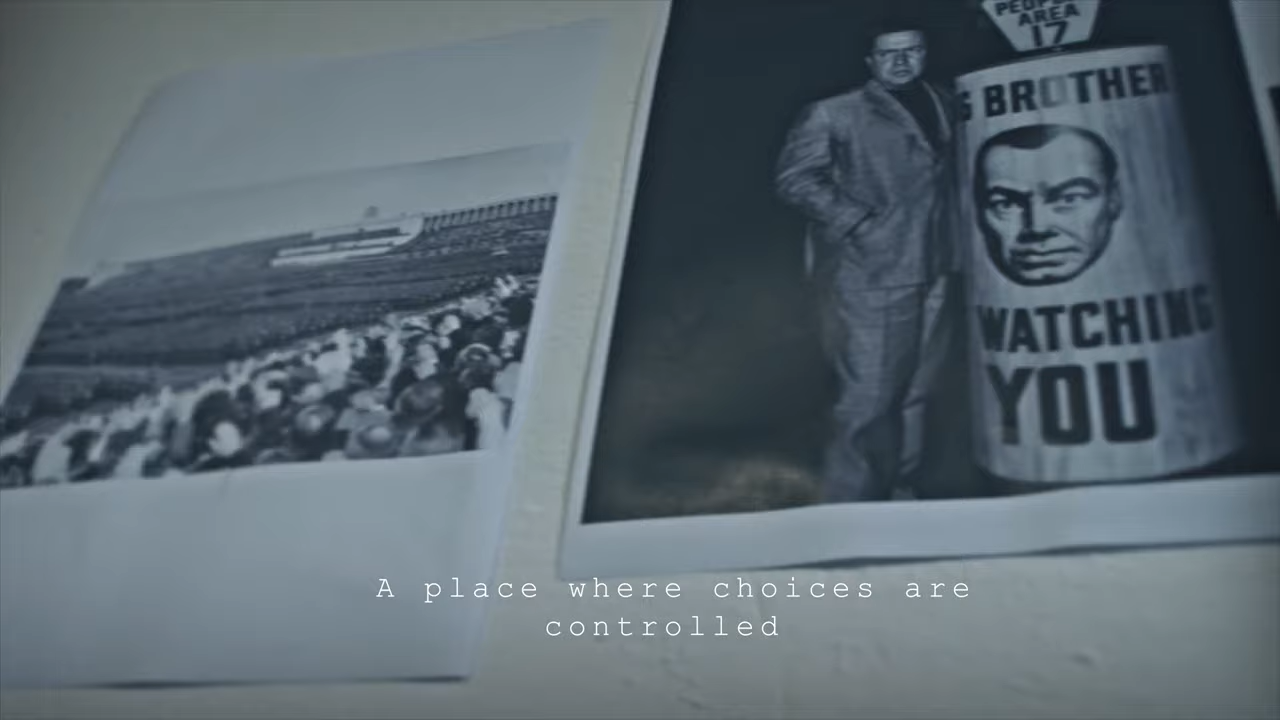 AREA
17
BROTHER
WATCHING
YOU
A place where choices are
controlled